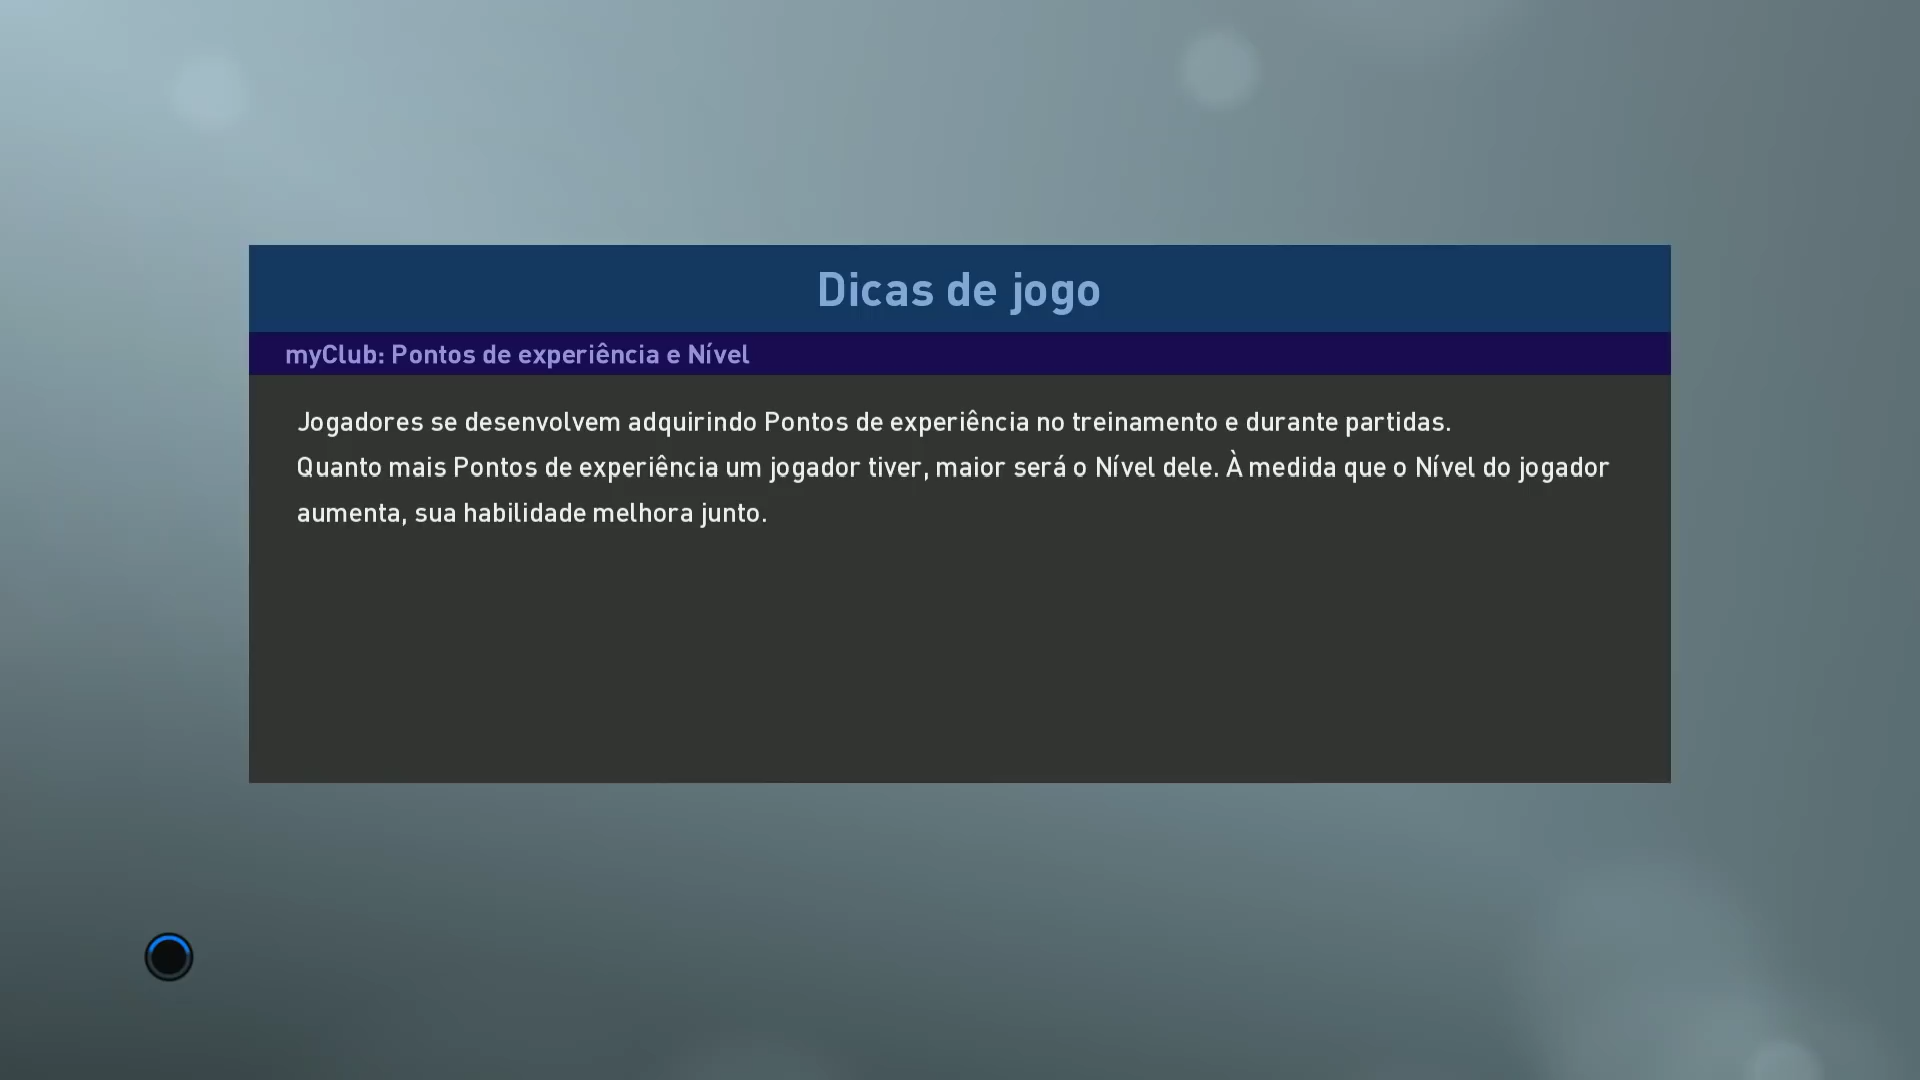 Dicas de jogo
myClub: Pontos de experiência e Nível
Jogadores se desenvolvem adquirindo Pontos de experiência no treinamento e durante partidas.
Quanto mais Pontos de experiência um jogador tiver, maior será o Nível dele. À medida que o Nível do jogador
aumenta, sua habilidade melhora junto.